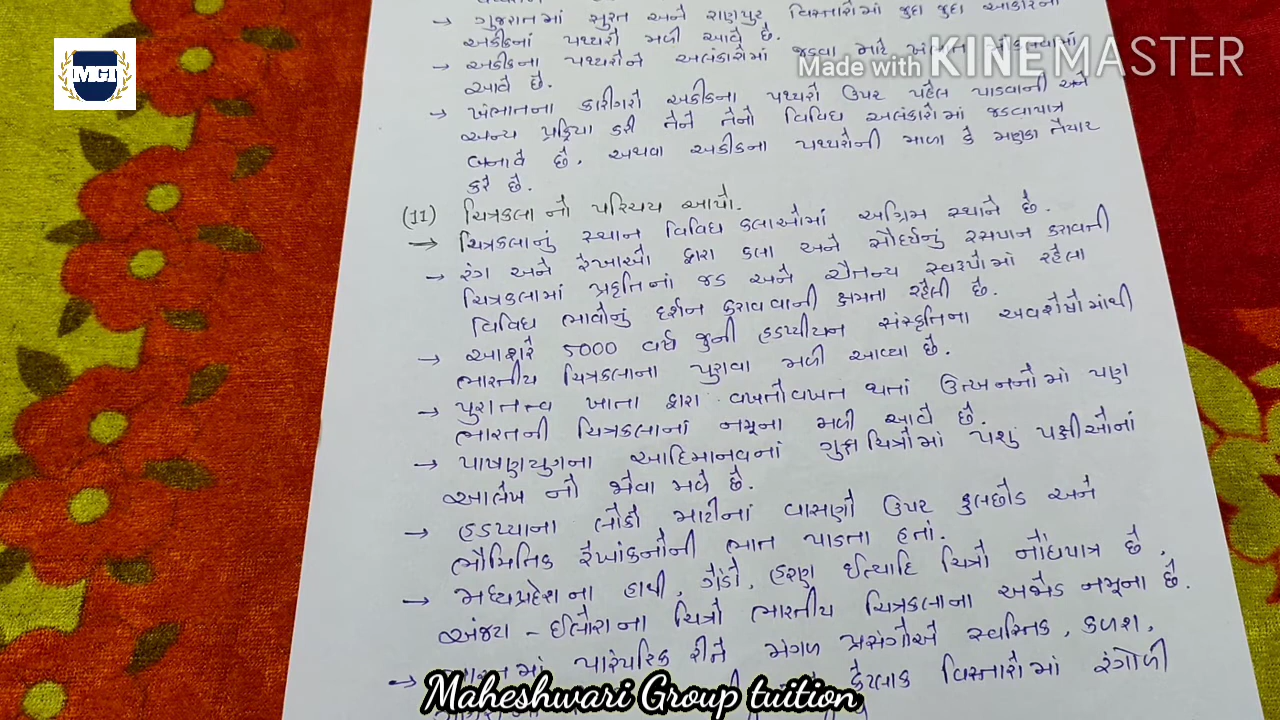 MGI
Made with KINEMASTER
→ ગુજરાતમાં સુરત અને રાણપુર વિસ્તારોમાં જુદા જુદા આકારના
અકીકનાં પથ્થરો મળી આવે છે.
→ અકીકના પથ્થરોને અલંકારોમાં જડવા માટે
આવે છે.
→ ખંભાતના કારીગરો અકીકના પથ્થરો ઉપર પહેલ પાડવાની અને
અન્ય પ્રક્રિયા કરી તેને તેનો વિવિધ અલંકારોમાં જડવાપાત્ર
બનાવે છે. અથવા અકીકના પથ્થરોની માળા કે મણકા તૈયાર
કરે છે.
(11) ચિત્રકલા નો પરિચય આપો.
→ ચિત્રકલાનું સ્થાન વિવિધ કલાઓમાં અગ્રિમ સ્થાને છે.
→ રંગ અને રેખાઓ દ્વારા કલા અને સૌંદર્યનું રસપાન કરાવતી
ચિત્રકલામાં પ્રકૃતિનાં જડ અને ચૈતન્ય સ્વરૂપોમાં રહેલા
વિવિધ ભાવોનું દર્શન કરાવવાની ક્ષમતા રહેલી છે.
→ આશરે 5000 વર્ષ જુની હડપ્પીયન સંસ્કૃતિના અવશેષોમાંથી
ભારતીય ચિત્રકલાના પુરાવા મળી આવ્યા છે.
→ પુરાતત્ત્વ ખાતા દ્વારા વખતોવખત થતાં ઉત્ખનનોમાં પણ
ભારતની ચિત્રકલાનાં નમૂના મળી આવે છે.
→ પાષણયુગના આદિમાનવનાં ગુફાચિત્રોમાં પશુ પક્ષીઓનાં
આલેખ નો જોવા મળે છે.
→ હડપ્પાના લોકો માટીનાં વાસણો ઉપર ફુલછોડ અને
ભૌમિતિક રેખાંકનોની ભાત પાડતા હતાં.
→ મધ્યપ્રદેશના હાથી, ગેંડો, હરણ ઈત્યાદિ ચિત્રો નોંધપાત્ર છે,
અંજટા - ઈલોરાના ચિત્રો ભારતીય ચિત્રકલાના અજોડ નમૂના છે.
→ પારંપરિક રીતે મંગળ પ્રસંગોએ સ્વસ્તિક, કળશ,
કેટલાક વિસ્તારોમાં રંગોળી
Maheshwari Group tuition